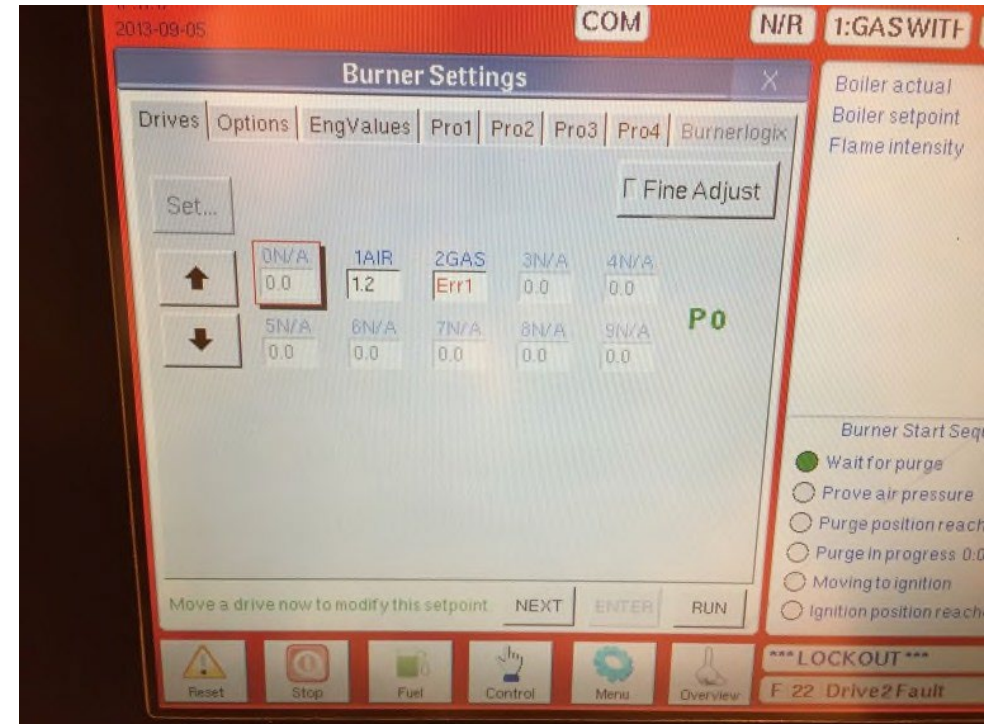 2013-09-05
COM
N/R
1:GASWITH
Burner Settings
X
Drives
Options
EngValues
Pro1
Pro2
Pro3
Pro4
Burnerlogix
Set...
Fine Adjust
0N/A
1AIR
2GAS
3N/A
4N/A
0.0
1.2
Err1
0.0
0.0
5N/A
6N/A
7N/A
8N/A
9N/A
0.0
0.0
0.0
0.0
0.0
P0
Move a drive now to modify this setpoint.
NEXT
ENTER
RUN
Reset
Stop
Fuel
Control
Menu
Overview
Boiler actual
Boiler setpoint
Flame intensity
Burner Start Sequ
Wait for purge
Prove air pressure
Purge position reach
Purge in progress 0:0
Moving to ignition
Ignition position reach
***LOCKOUT***
F 22 Drive2Fault